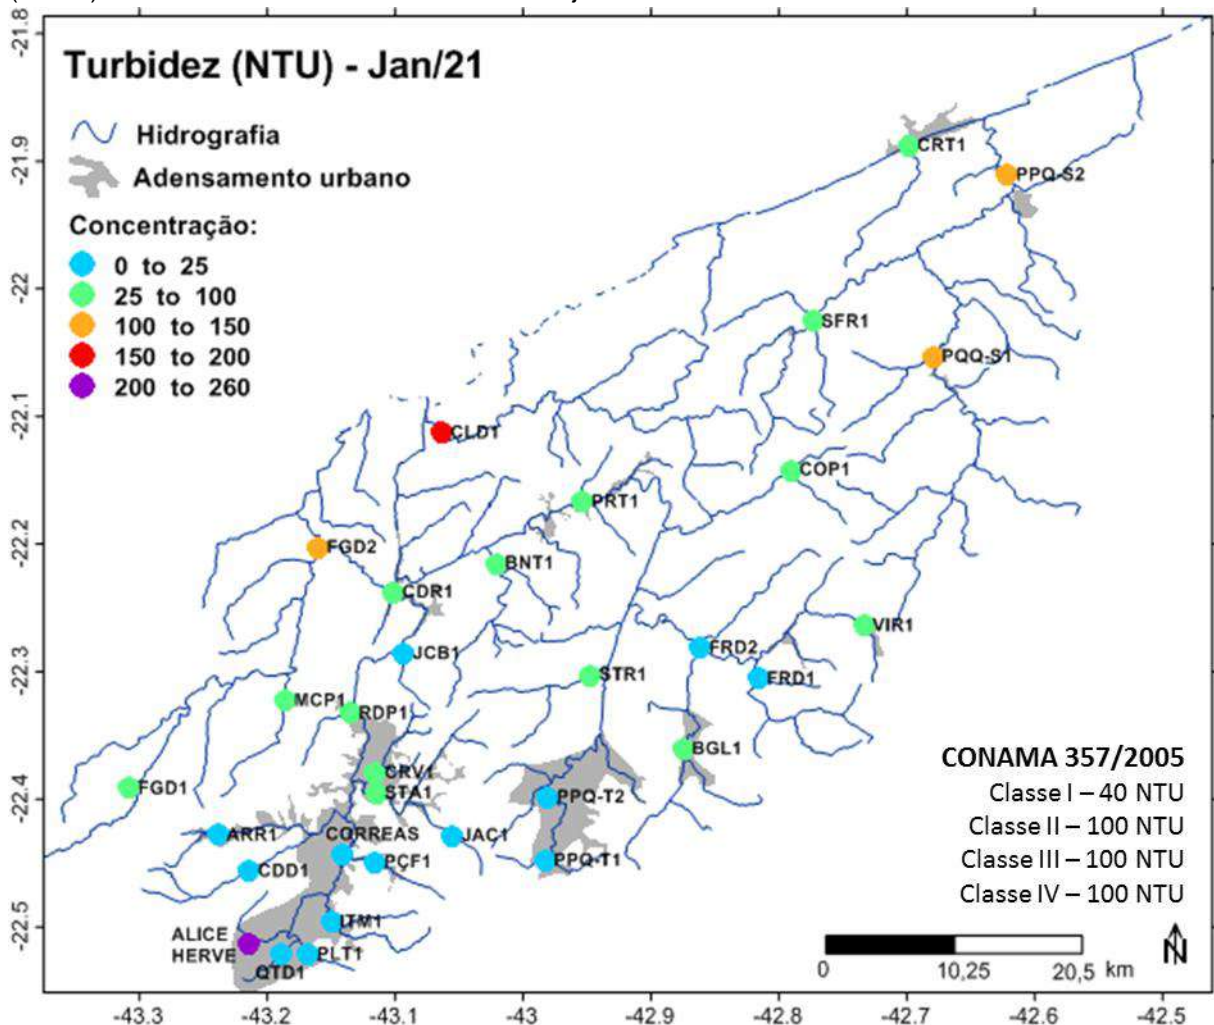 Turbidez (NTU) - Jan/21
Hidrografia
Adensamento urbano
Concentração:
0 to 25
25 to 100
100 to 150
150 to 200
200 to 260
-21.8
-21.9
-22
-22.1
-22.2
-22.3
-22.4
-22.5
CRT1
PPQ-S2
SFR1
PQQ-S1
CLD1
COP1
PRT1
FGD2
BNT1
CDR1
VIR1
JCB1
FRD2
STR1
FRD1
MCP1
RDP1
BGL1
CRV1
FGD1
STA1
PPQ-T2
ARR1
CORREAS
JAC1
CDD1
PÇF1
PPQ-T1
ITM1
ALICE
HERVE
PLT1
QTD1
CONAMA 357/2005
Classe I – 40 NTU
Classe II – 100 NTU
Classe III – 100 NTU
Classe IV – 100 NTU
N
0 10,25 20,5 km
-43.3 -43.2 -43.1 -43 -42.9 -42.8 -42.7 -42.6 -42.5